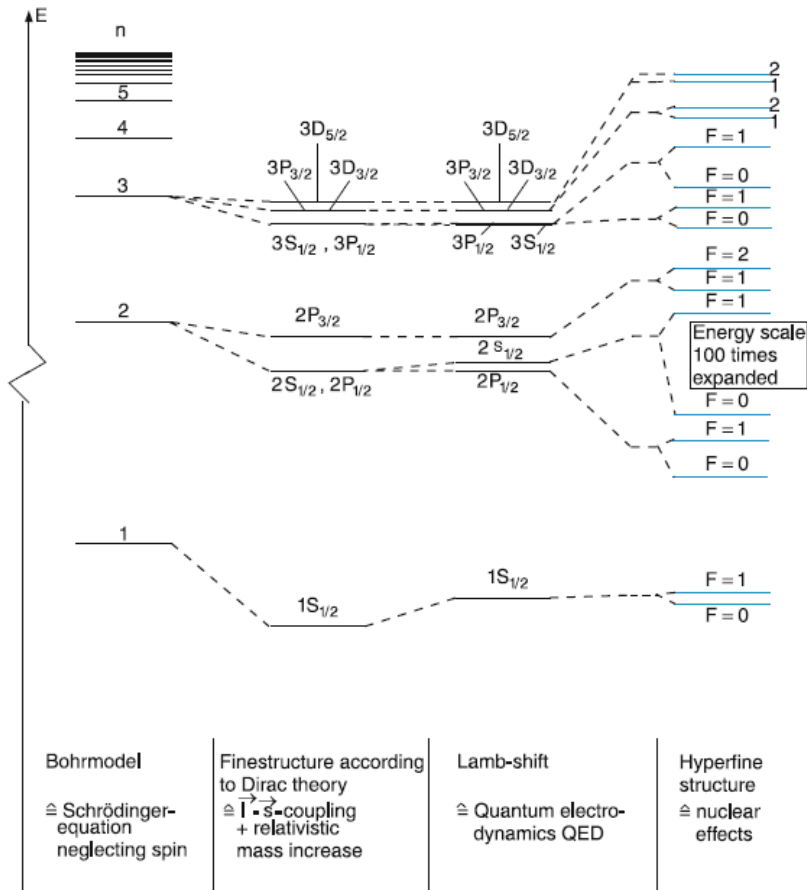 E
n
5
4
3
2
1
3D5/2
3P3/2 3D3/2
3S1/2 , 3P1/2
2P3/2
2S1/2 , 2P1/2
1S1/2
3D5/2
3P3/2 3D3/2
3P1/2 3S1/2
2P3/2
2 s1/2
2P1/2
1S1/2
2
1
2
1
F = 1
F = 0
F = 1
F = 0
F = 2
F = 1
F = 1
Energy scale
100 times
expanded
F = 0
F = 1
F = 0
F = 1
F = 0
Bohrmodel
≙ Schrödinger-
equation
neglecting spin
Finestructure according
to Dirac theory
≙ l⃗ - s⃗ -coupling
+ relativistic
mass increase
Lamb-shift
≙ Quantum electro-
dynamics QED
Hyperfine
structure
≙ nuclear
effects